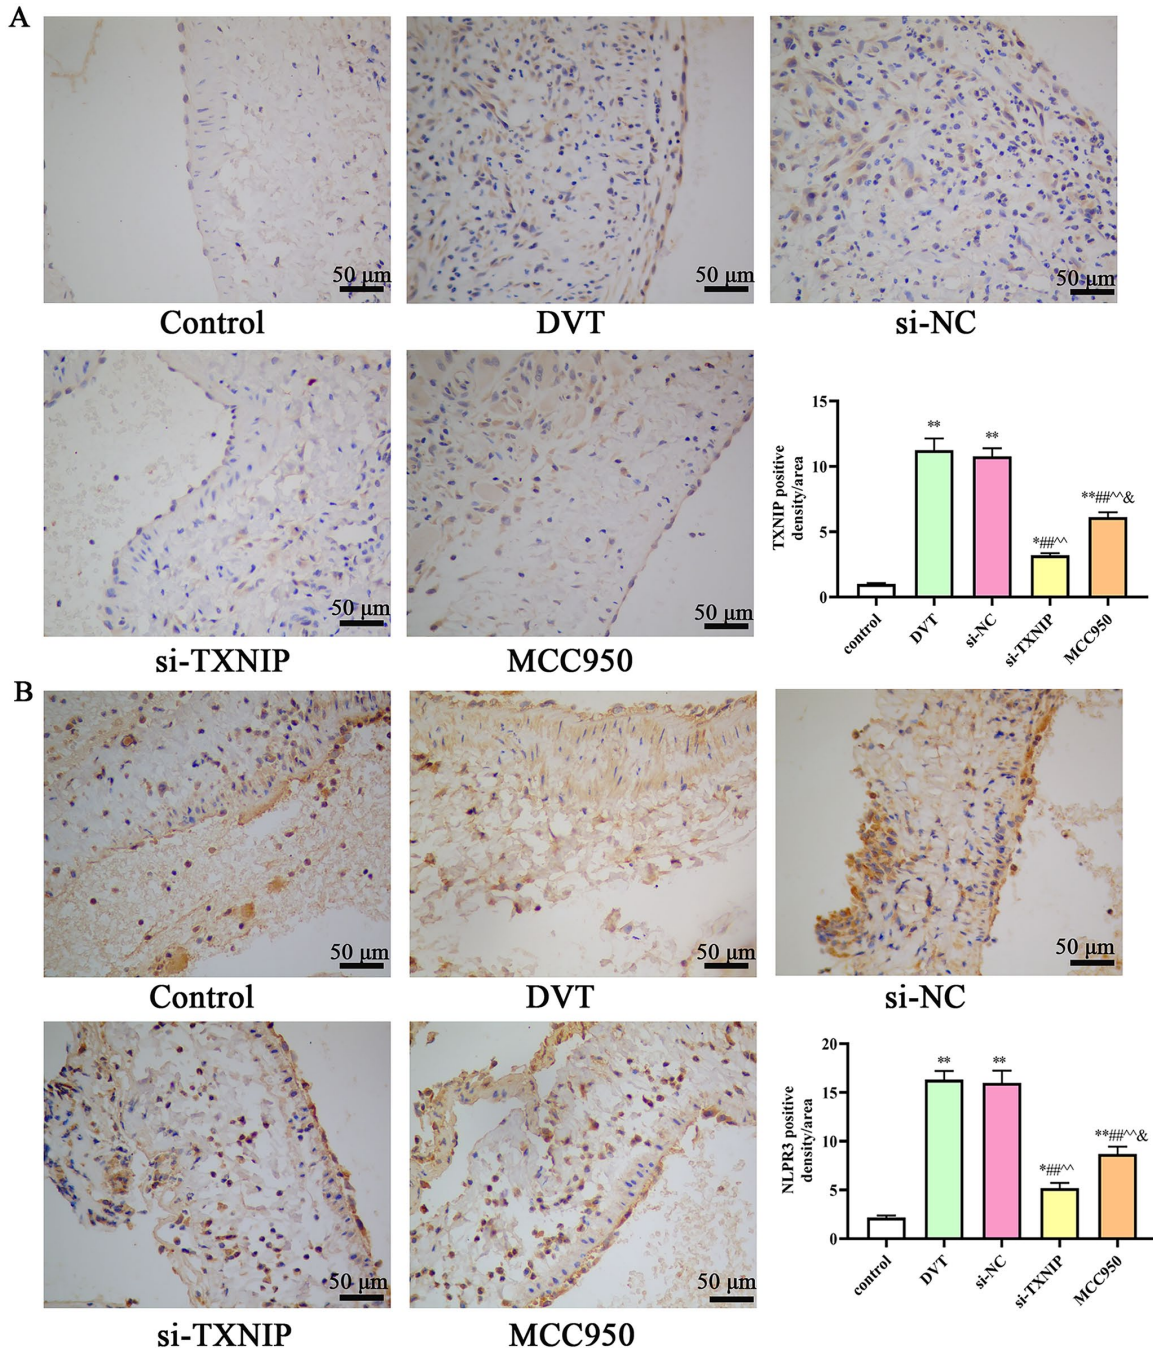 A
50 μm
50 μm
50 μm
Control
DVT
si-NC
50 μm
50 μm
si-TXNIP
MCC950
TXNIP positive
density/area
15
10
5
0
**
**
*##^^
**##^^&
control
DVT
si-NC
si-TXNIP
MCC950
B
50 μm
50 μm
50 μm
Control
DVT
si-NC
50 μm
50 μm
si-TXNIP
MCC950
NLPR3 positive
density/area
20
15
10
5
0
**
**
*##^^
**##^^&
control
DVT
si-NC
si-TXNIP
MCC950